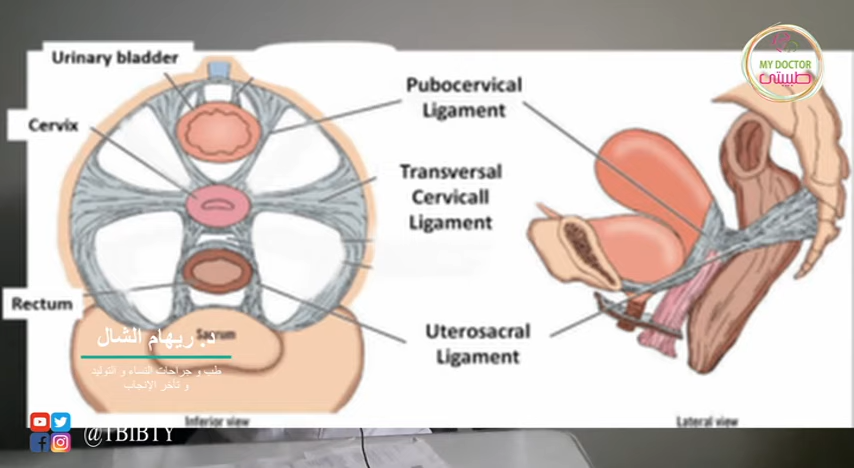 Urinary bladder
Cervix
Rectum
Pubocervical
Ligament
Transversal
Cervicall
Ligament
Uterosacral
Ligament
Sacrum
Inferior view
Lateral view
MY DOCTOR
طبيبتي
د. ريهام الشال
طب و جراحات النساء و التوليد
و تأخر الإنجاب
@TBIBTY